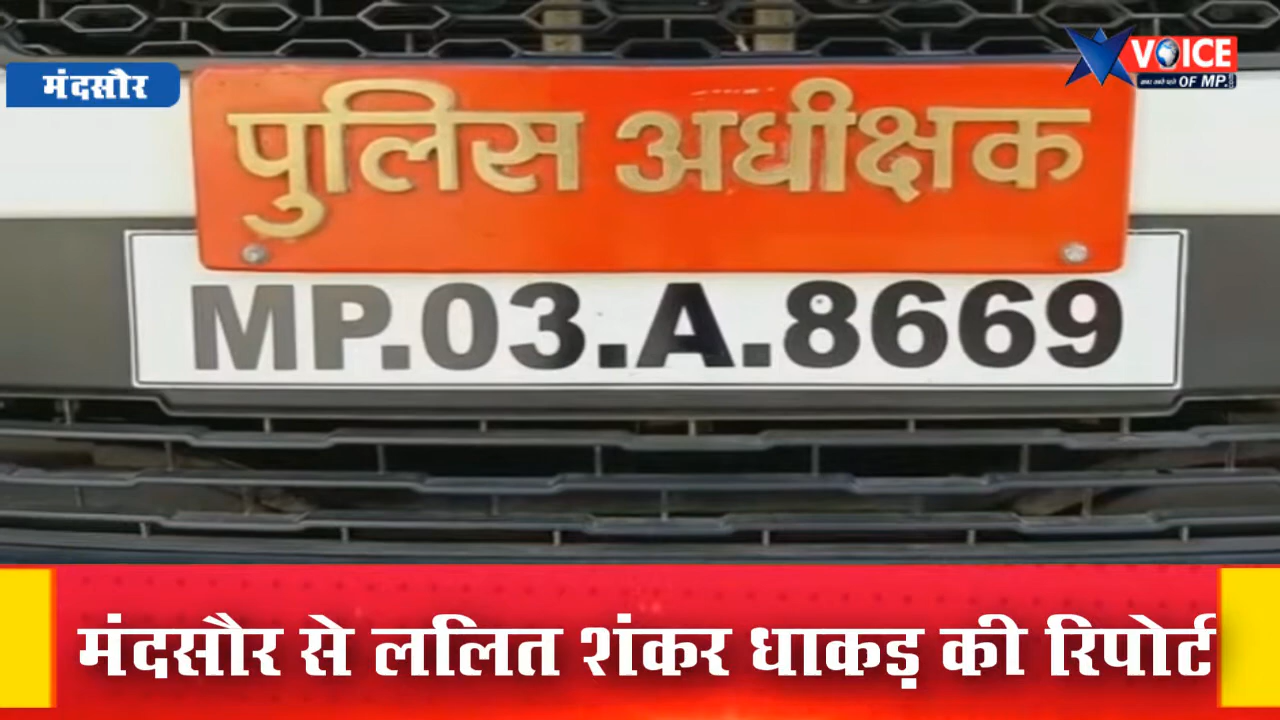 मंदसौर
VOICE
OF MP.
पुलिस अधीक्षक
MP.03.A.8669
मंदसौर से ललित शंकर धाकड़ की रिपोर्ट